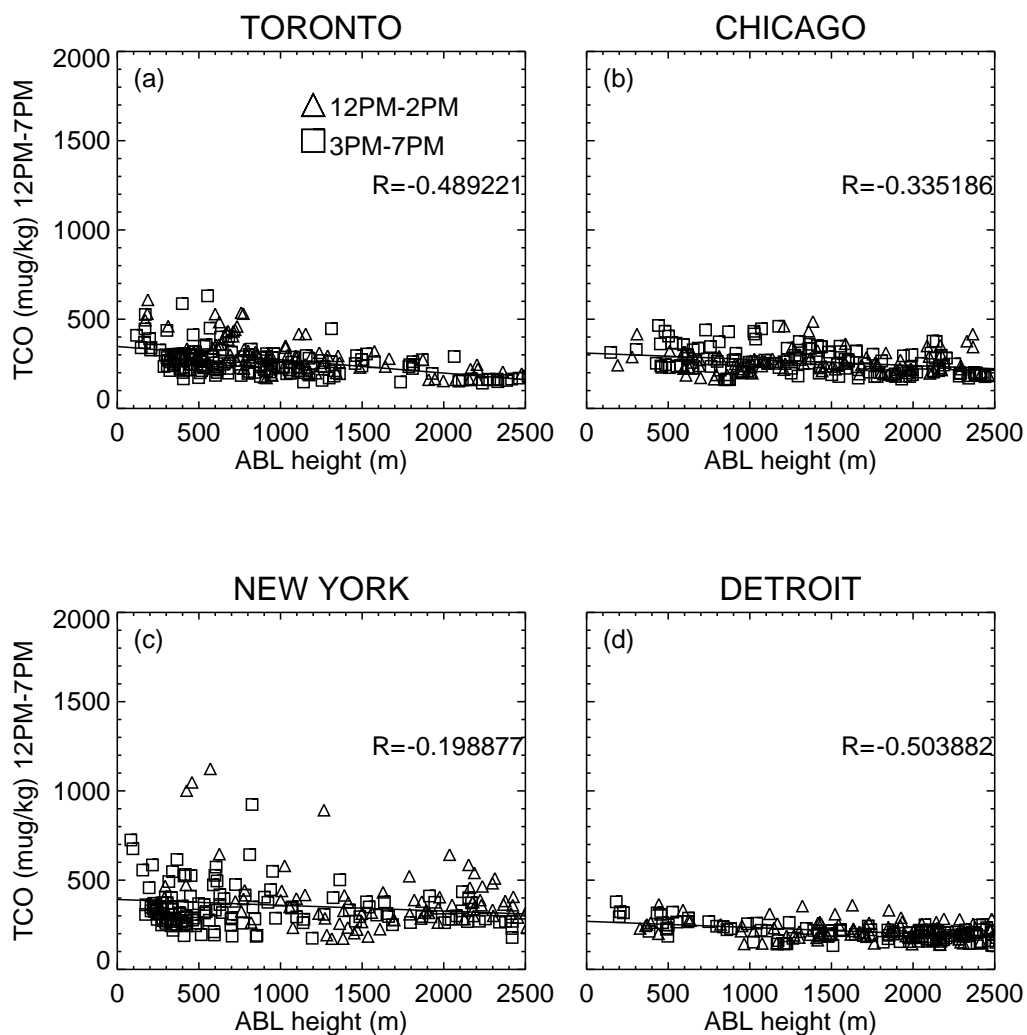 TORONTO
CHICAGO
TCO (mug/kg) 12PM-7PM
2000
1500
1000
500
0
(a)
12PM-2PM
3PM-7PM
R=-0.489221
0 500 1000 1500 2000 2500
ABL height (m)
(b)
R=-0.335186
0 500 1000 1500 2000 2500
ABL height (m)
NEW YORK
DETROIT
TCO (mug/kg) 12PM-7PM
2000
1500
1000
500
0
(c)
R=-0.198877
0 500 1000 1500 2000 2500
ABL height (m)
(d)
R=-0.503882
0 500 1000 1500 2000 2500
ABL height (m)